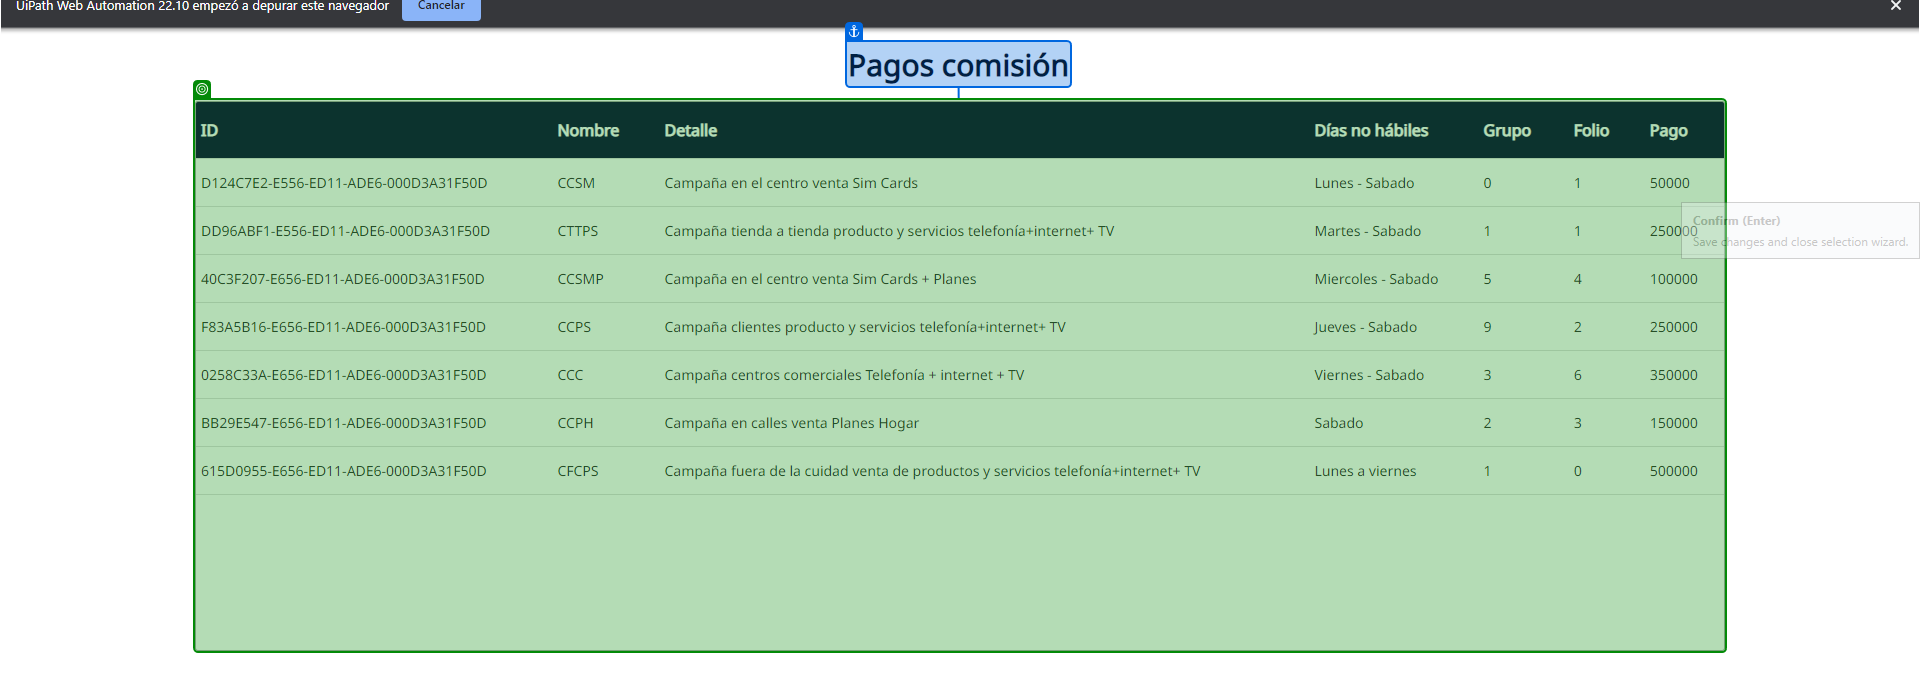 UiPath Web Automation 22.10 empezó a depurar este navegador Cancelar
Pagos comisión
ID Nombre Detalle Días no hábiles Grupo Folio Pago
D124C7E2-E556-ED11-ADE6-000D3A31F50D CCSM Campaña en el centro venta Sim Cards Lunes - Sabado 0 1 50000
Confirm (Enter)
DD96ABF1-E556-ED11-ADE6-000D3A31F50D CTTPS Campaña tienda a tienda producto y servicios telefonía+internet+ TV Martes - Sabado 1 1 250000
Save changes and close selection wizard.
40C3F207-E656-ED11-ADE6-000D3A31F50D CCSMP Campaña en el centro venta Sim Cards + Planes Miercoles - Sabado 5 4 100000
F83A5B16-E656-ED11-ADE6-000D3A31F50D CCPS Campaña clientes producto y servicios telefonía+internet+ TV Jueves - Sabado 9 2 250000
0258C33A-E656-ED11-ADE6-000D3A31F50D CCC Campaña centros comerciales Telefonía + internet + TV Viernes - Sabado 3 6 350000
BB29E547-E656-ED11-ADE6-000D3A31F50D CCPH Campaña en calles venta Planes Hogar Sabado 2 3 150000
615D0955-E656-ED11-ADE6-000D3A31F50D CFCPS Campaña fuera de la cuidad venta de productos y servicios telefonía+internet+ TV Lunes a viernes 1 0 500000